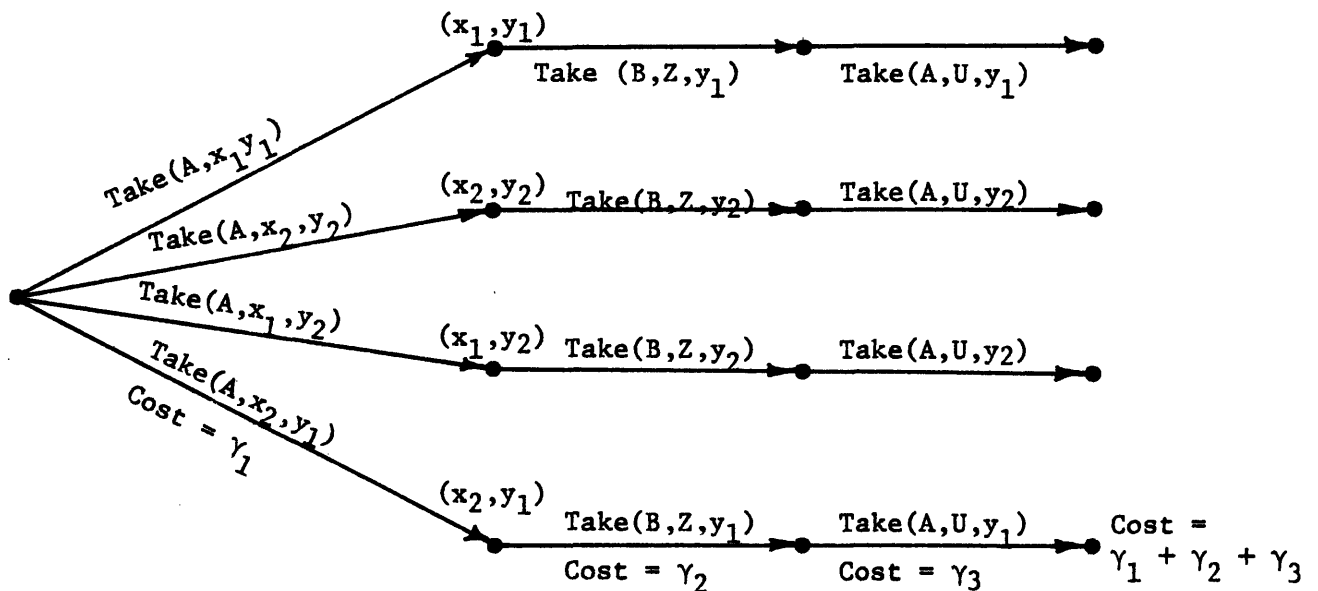 (x₁,y₁)
Take (B,Z,y₁)
Take(A,U,y₁)
Take(A,x₁y₁)
(x₂,y₂)
Take(B,Z,y₂)
Take(A,U,y₂)
Take(A,x₂,y₂)
Take(A,x₁,y₂)
(x₁,y₂)
Take(B,Z,y₂)
Take(A,U,y₂)
Take(A,x₂,y₁)
Cost = γ₁
(x₂,y₁)
Take(B,Z,y₁)
Take(A,U,y₁)
Cost =
γ₁ + γ₂ + γ₃
Cost = γ₂
Cost = γ₃